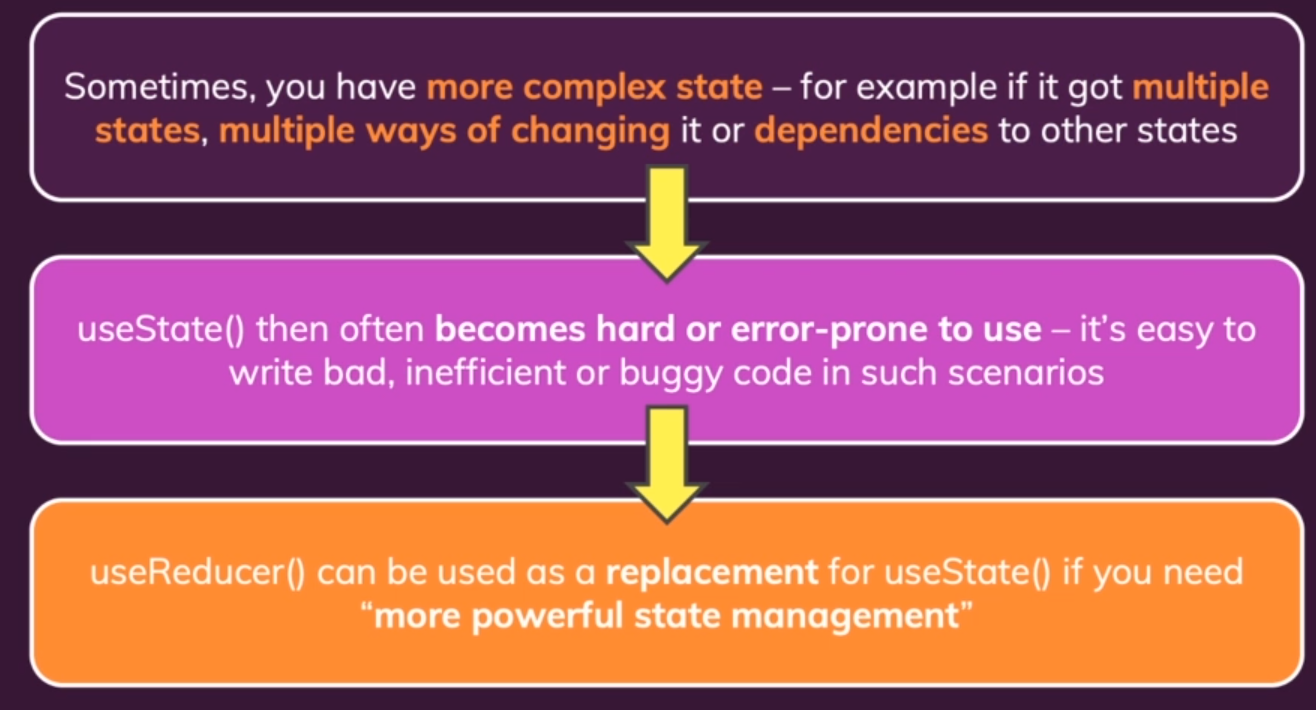 Sometimes, you have more complex state – for example if it got multiple
states, multiple ways of changing it or dependencies to other states
useState() then often becomes hard or error-prone to use – it’s easy to
write bad, inefficient or buggy code in such scenarios
useReducer() can be used as a replacement for useState() if you need
“more powerful state management”